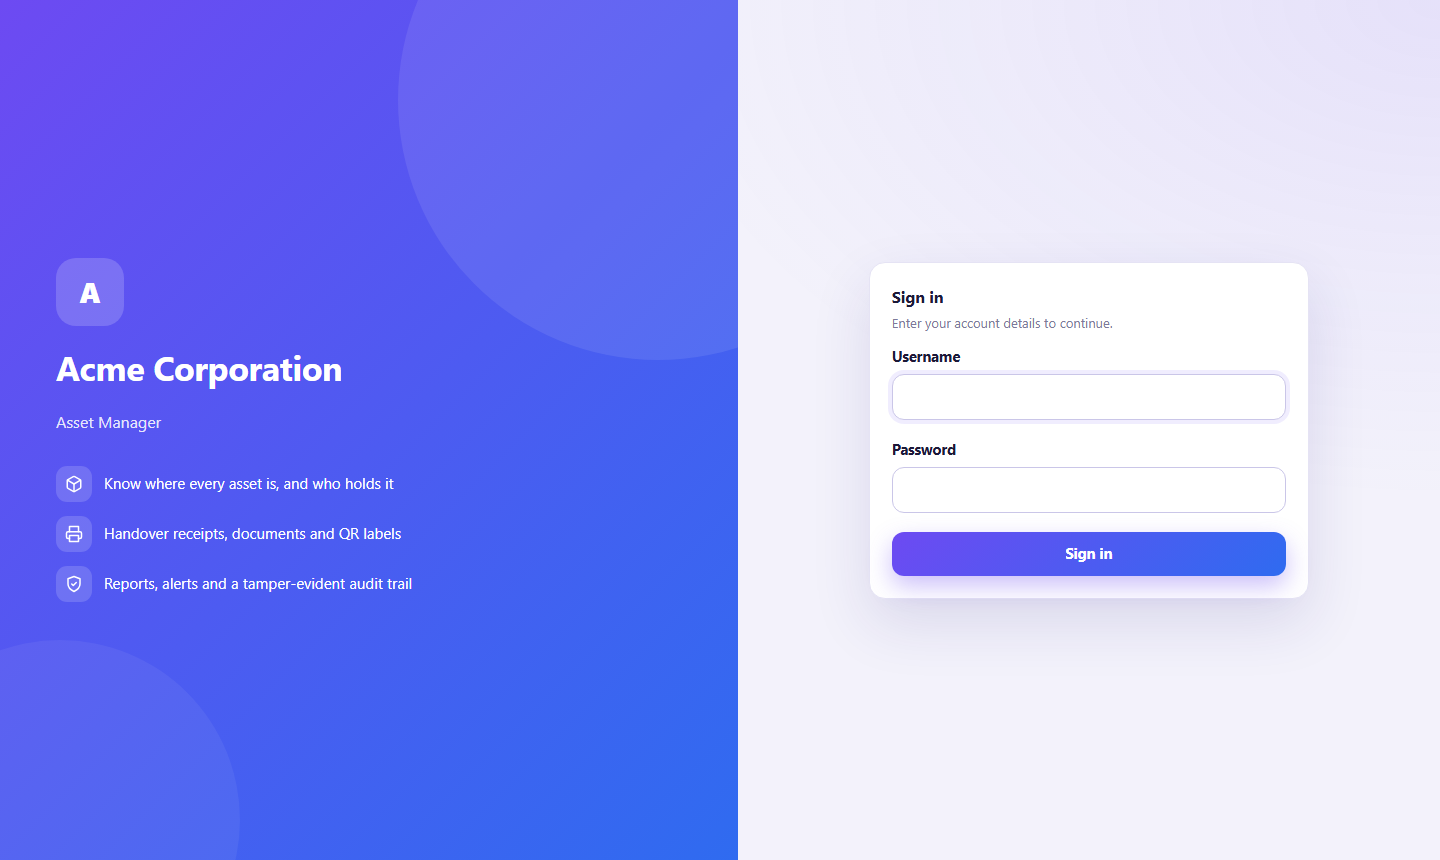 A
Acme Corporation
Asset Manager
Know where every asset is, and who holds it
Handover receipts, documents and QR labels
Reports, alerts and a tamper-evident audit trail
Sign in
Enter your account details to continue.
Username
Password
Sign in